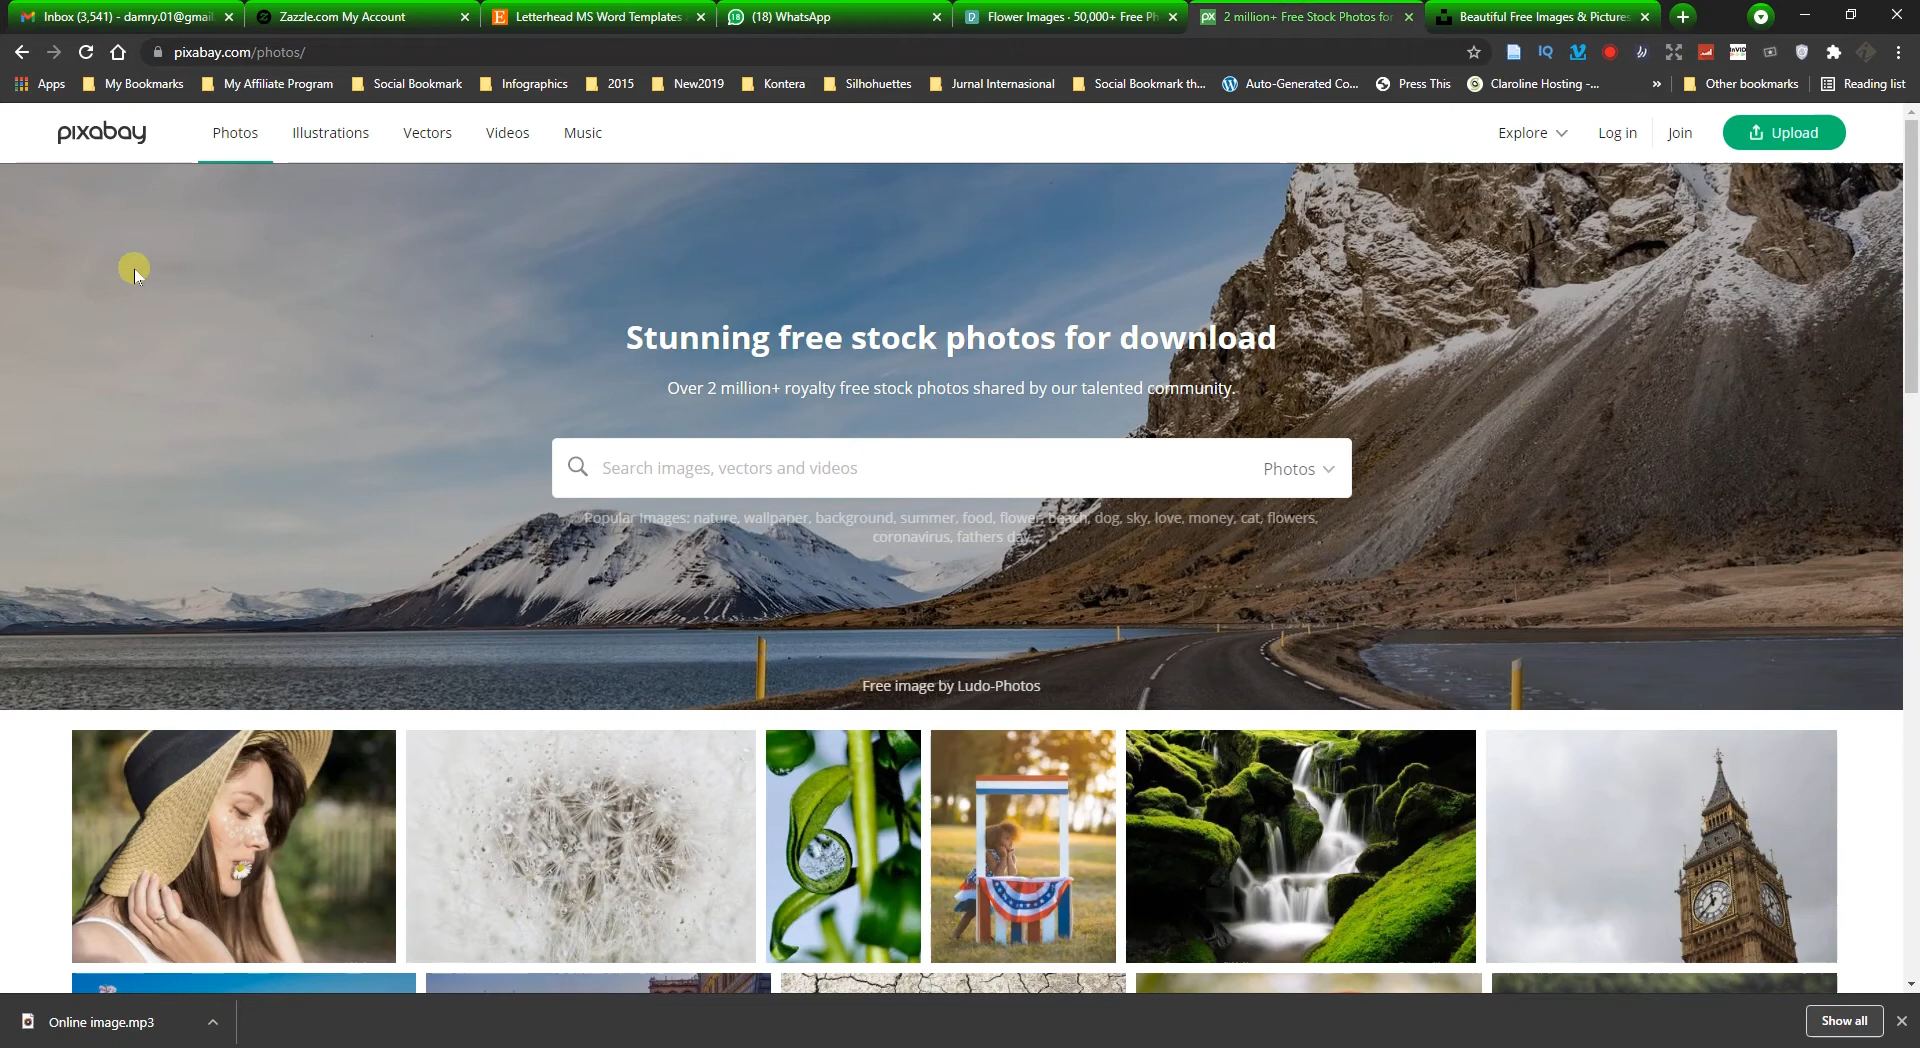 Inbox (3,541) - damry.01@gmail.
Zazzle.com My Account
Letterhead MS Word Templates
(18) WhatsApp
Flower Images · 50,000+ Free Ph
2 million+ Free Stock Photos for
Beautiful Free Images & Pictures
pixabay.com/photos/
Apps
My Bookmarks
My Affiliate Program
Social Bookmark
Infographics
2015
New2019
Kontera
Silhohuettes
Jurnal Internasional
Social Bookmark th...
Auto-Generated Co...
Press This
Claroline Hosting -...
»
Other bookmarks
Reading list
pixabay
Photos
Illustrations
Vectors
Videos
Music
Explore
Log in
Join
Upload
Stunning free stock photos for download
Over 2 million+ royalty free stock photos shared by our talented community.
Search images, vectors and videos
Photos
Popular Images: nature, wallpaper, background, summer, food, flower, beach, dog, sky, love, money, cat, flowers,
coronavirus, fathers day
Free image by Ludo-Photos
Online image.mp3
Show all